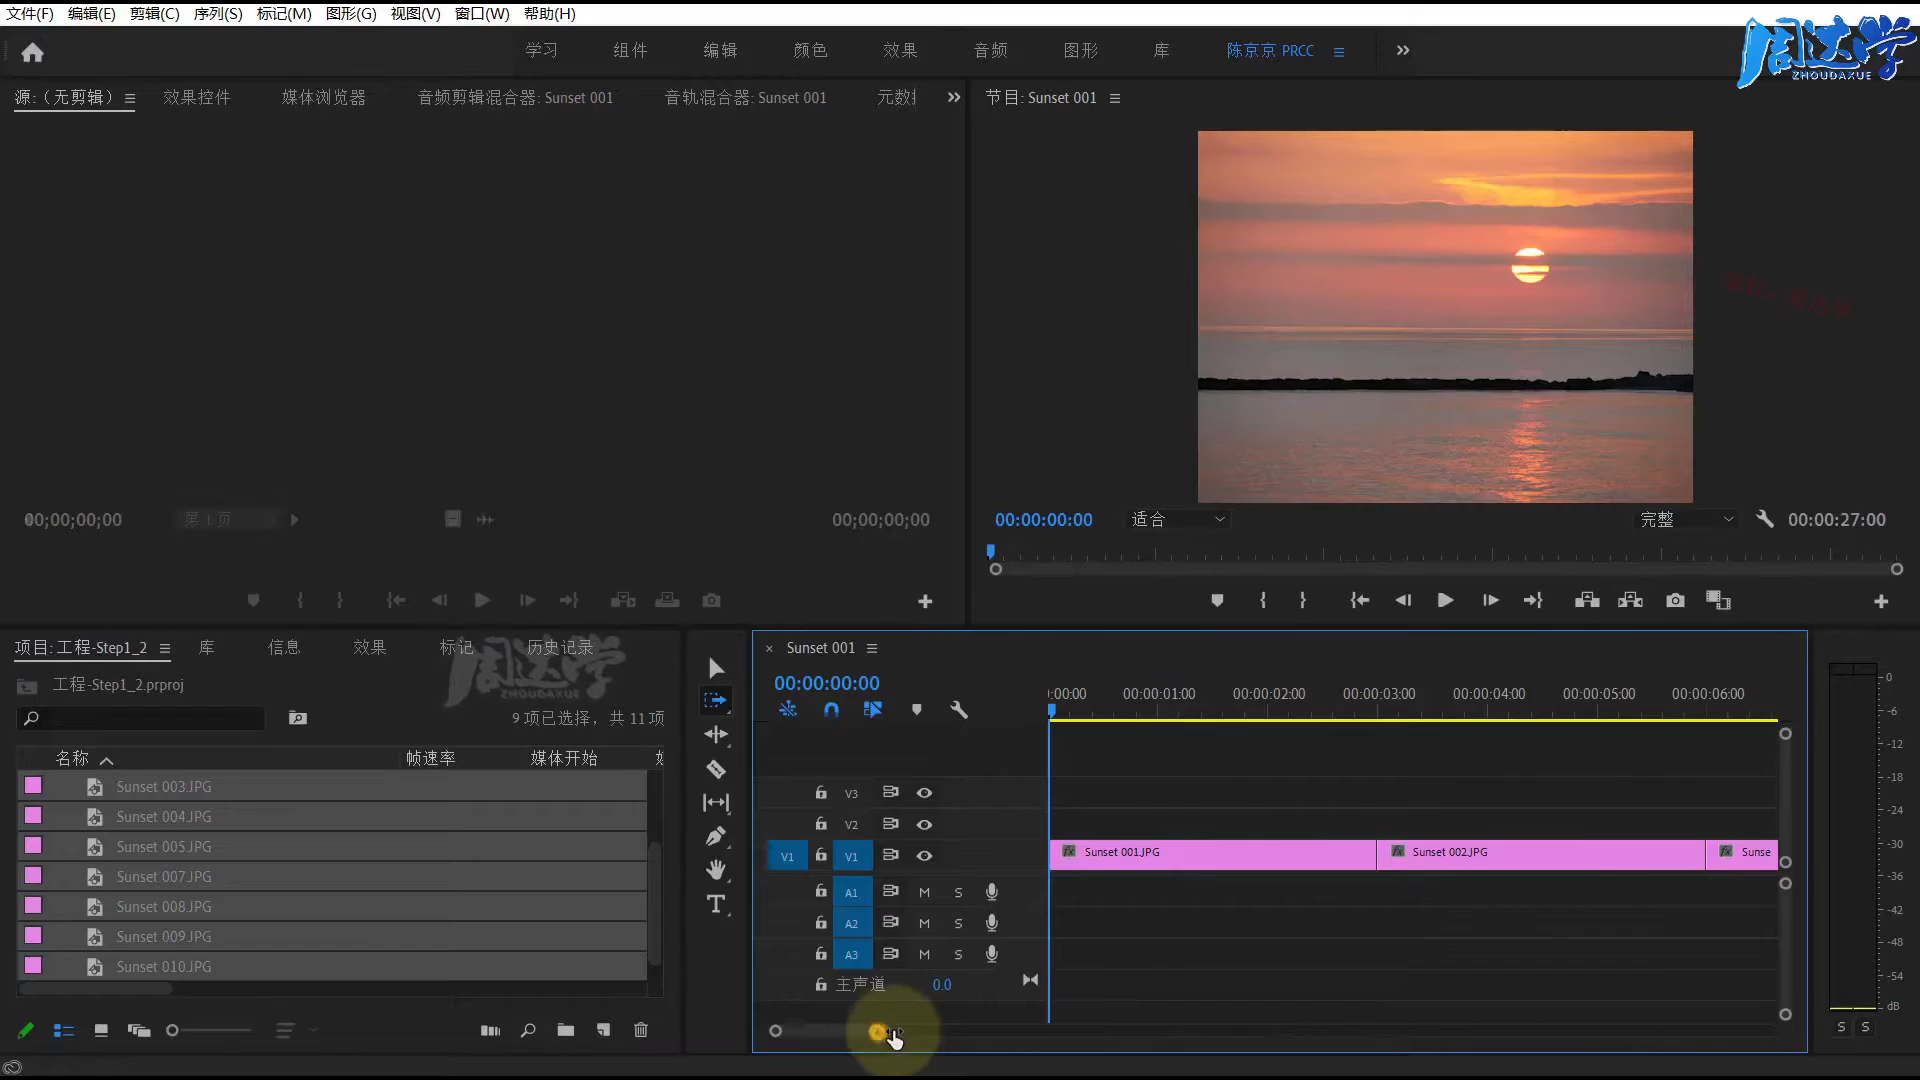 文件(F) 编辑(E) 剪辑(C) 序列(S) 标记(M) 图形(G) 视图(V) 窗口(W) 帮助(H)
学习 组件 编辑 颜色 效果 音频 图形 库 陈京京 PRCC
周达学
ZHOUDAXUE
源:(无剪辑) 效果控件 媒体浏览器 音频剪辑混合器: Sunset 001 音轨混合器: Sunset 001 元数
节目: Sunset 001
00;00;00;00 第 1 页 00;00;00;00
00:00:00:00 适合 完整 00:00:27:00
项目: 工程-Step1_2 库 信息 效果 标记 历史记录
周达学
ZHOUDAXUE
工程-Step1_2.prproj
9 项已选择，共 11 项
名称 帧速率 媒体开始
Sunset 003.JPG
Sunset 004.JPG
Sunset 005.JPG
Sunset 007.JPG
Sunset 008.JPG
Sunset 009.JPG
Sunset 010.JPG
Sunset 001
00:00:00:00
:00:00 00:00:01:00 00:00:02:00 00:00:03:00 00:00:04:00 00:00:05:00 00:00:06:00
V3
V2
V1 V1 Sunset 001.JPG Sunset 002.JPG Sunse
A1 M S
A2 M S
A3 M S
主声道 0.0
0
-6
-12
-18
-24
-30
-36
-42
-48
-54
dB
S S